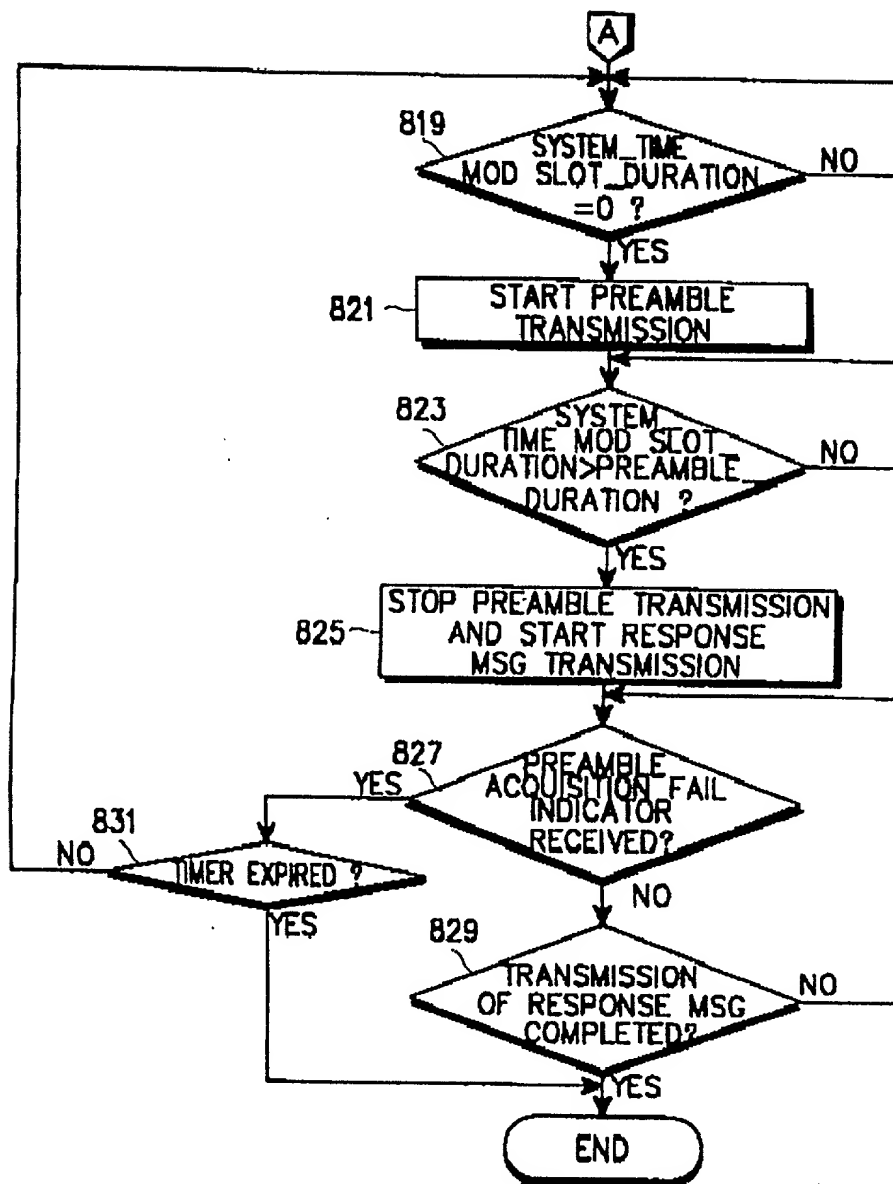 A
819
SYSTEM_TIME
MOD SLOT_DURATION
=0 ?
NO
YES
821
START PREAMBLE
TRANSMISSION
823
SYSTEM
TIME MOD SLOT
DURATION>PREAMBLE_
DURATION ?
NO
YES
825
STOP PREAMBLE TRANSMISSION
AND START RESPONSE
MSG TRANSMISSION
827
PREAMBLE
ACQUISITION FAIL
INDICATOR
RECEIVED?
YES
831
TIMER EXPIRED ?
NO
YES
NO
829
TRANSMISSION
OF RESPONSE MSG
COMPLETED?
NO
YES
END